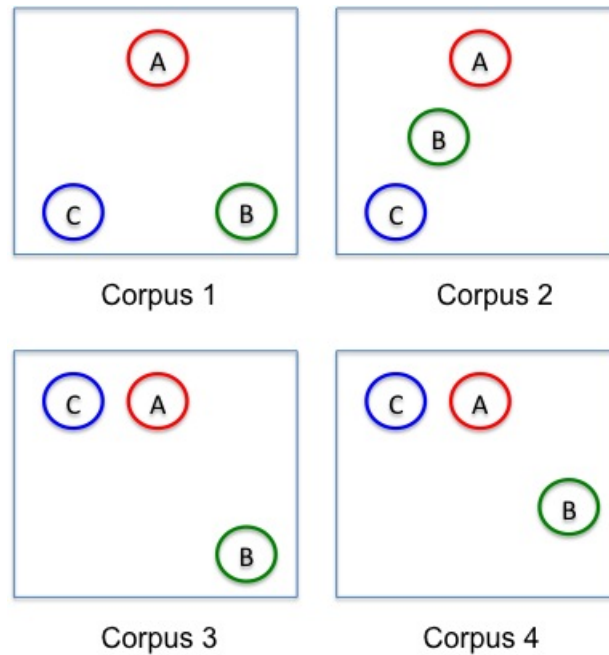 A A
B
C B C
Corpus 1 Corpus 2
C A C A
B
B
Corpus 3 Corpus 4